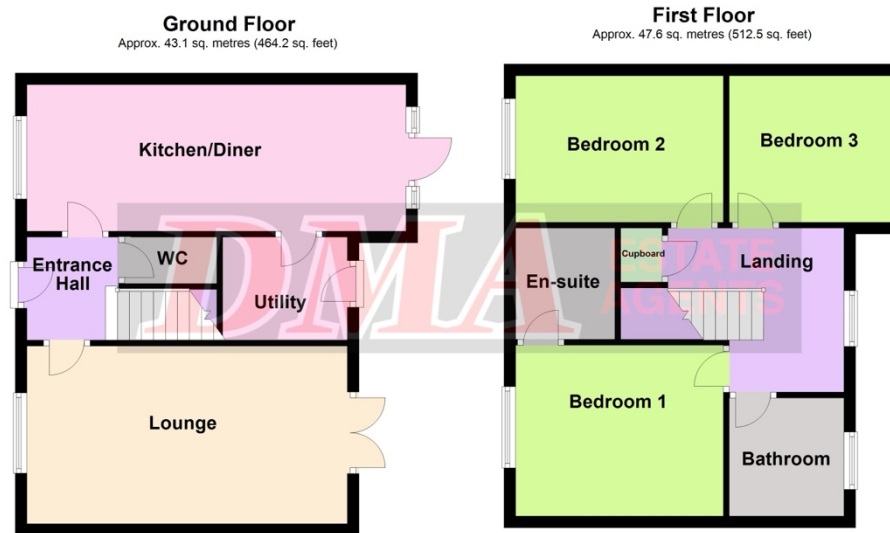 Ground Floor
Approx. 43.1 sq. metres (464.2 sq. feet)
Kitchen/Diner
Entrance
Hall
WC
Utility
Lounge
First Floor
Approx. 47.6 sq. metres (512.5 sq. feet)
Bedroom 2
Bedroom 3
En-suite
Cupboard
Landing
Bedroom 1
Bathroom
DMA
ESTATE
AGENTS